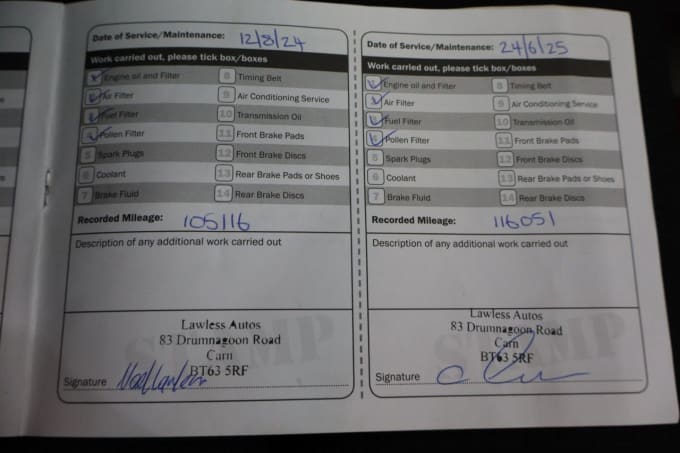 Date of Service/Maintenance: 12/8/24
Work carried out, please tick box/boxes
1 Engine oil and Filter 8 Timing Belt
2 Air Filter 9 Air Conditioning Service
3 Fuel Filter 10 Transmission Oil
4 Pollen Filter 11 Front Brake Pads
5 Spark Plugs 12 Front Brake Discs
6 Coolant 13 Rear Brake Pads or Shoes
7 Brake Fluid 14 Rear Brake Discs
Recorded Mileage: 105116
Description of any additional work carried out
STAMP
Lawless Autos
83 Drumnagoon Road
Carn
BT63 5RF
Signature
Date of Service/Maintenance: 24/6/25
Work carried out, please tick box/boxes
1 Engine oil and Filter 8 Timing Belt
2 Air Filter 9 Air Conditioning Service
3 Fuel Filter 10 Transmission Oil
4 Pollen Filter 11 Front Brake Pads
5 Spark Plugs 12 Front Brake Discs
6 Coolant 13 Rear Brake Pads or Shoes
7 Brake Fluid 14 Rear Brake Discs
Recorded Mileage: 116051
Description of any additional work carried out
STAMP
Lawless Autos
83 Drumnagoon Road
Carn
BT63 5RF
Signature